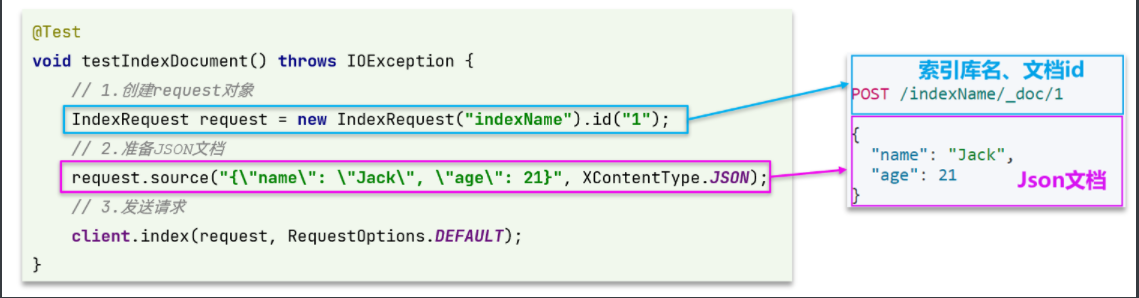 @Test
void testIndexDocument() throws IOException {
// 1.创建request对象
IndexRequest request = new IndexRequest("indexName").id("1");
// 2.准备JSON文档
request.source("{\"name\": \"Jack\", \"age\": 21}", XContentType.JSON);
// 3.发送请求
client.index(request, RequestOptions.DEFAULT);
}
索引库名、文档id
POST /indexName/_doc/1
{
"name": "Jack",
"age": 21
Json文档
}